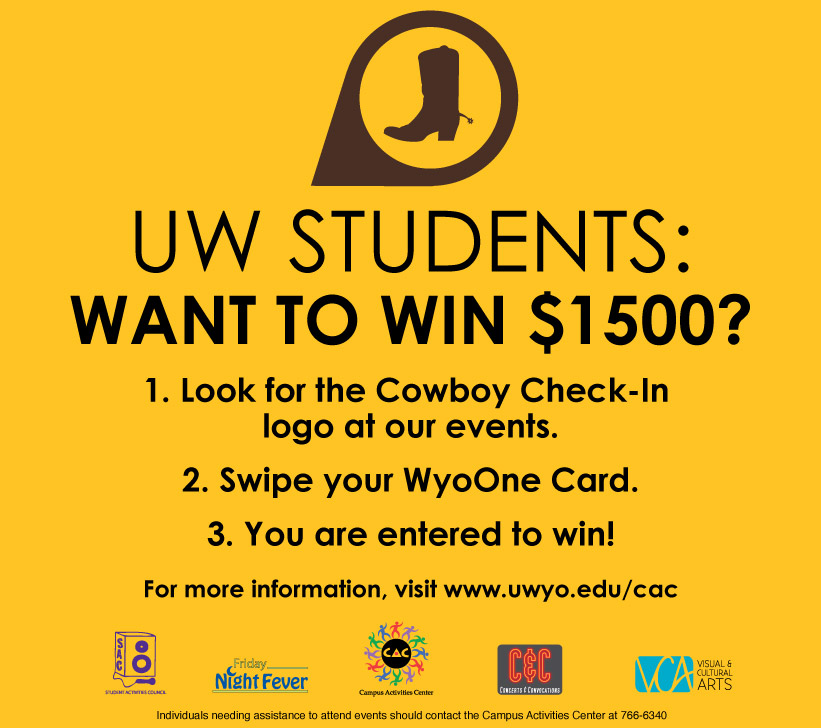 UW STUDENTS:
WANT TO WIN $1500?
1. Look for the Cowboy Check-In
logo at our events.
2. Swipe your WyoOne Card.
3. You are entered to win!
For more information, visit www.uwyo.edu/cac
SAC
STUDENT ACTIVITIES COUNCIL
Friday
Night Fever
CAC
Campus Activities Center
C&C
CONCERTS & CONVOCATIONS
VCA
VISUAL &
CULTURAL
ARTS
Individuals needing assistance to attend events should contact the Campus Activities Center at 766-6340